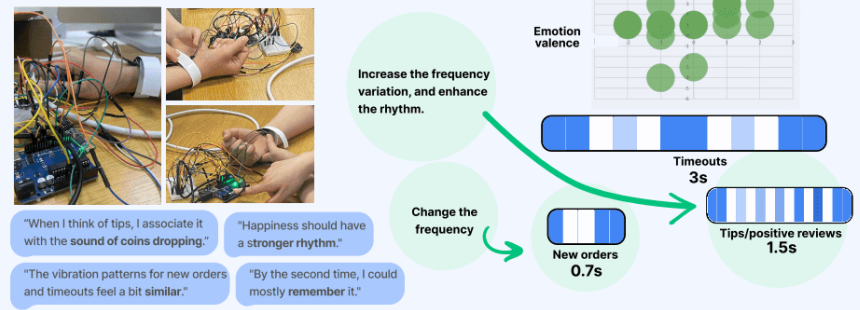 "When I think of tips, I associate it
with the sound of coins dropping."
"Happiness should have
a stronger rhythm."
"The vibration patterns for new orders
and timeouts feel a bit similar."
"By the second time, I could
mostly remember it."
Increase the frequency
variation, and enhance
the rhythm.
Change the
frequency
Emotion
valence
Timeouts
3s
New orders
0.7s
Tips/positive reviews
1.5s